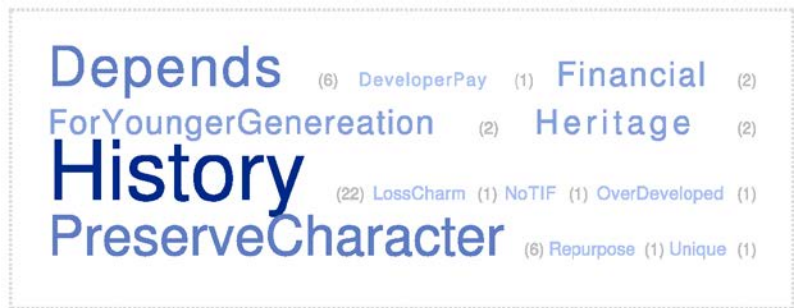 Depends (6) DeveloperPay (1) Financial (2)
ForYoungerGenereation (2) Heritage (2)
History (22) LossCharm (1) NoTIF (1) OverDeveloped (1)
PreserveCharacter (6) Repurpose (1) Unique (1)